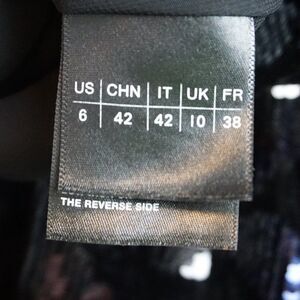 US CHN IT UK FR
6 42 42 10 38
THE REVERSE SIDE